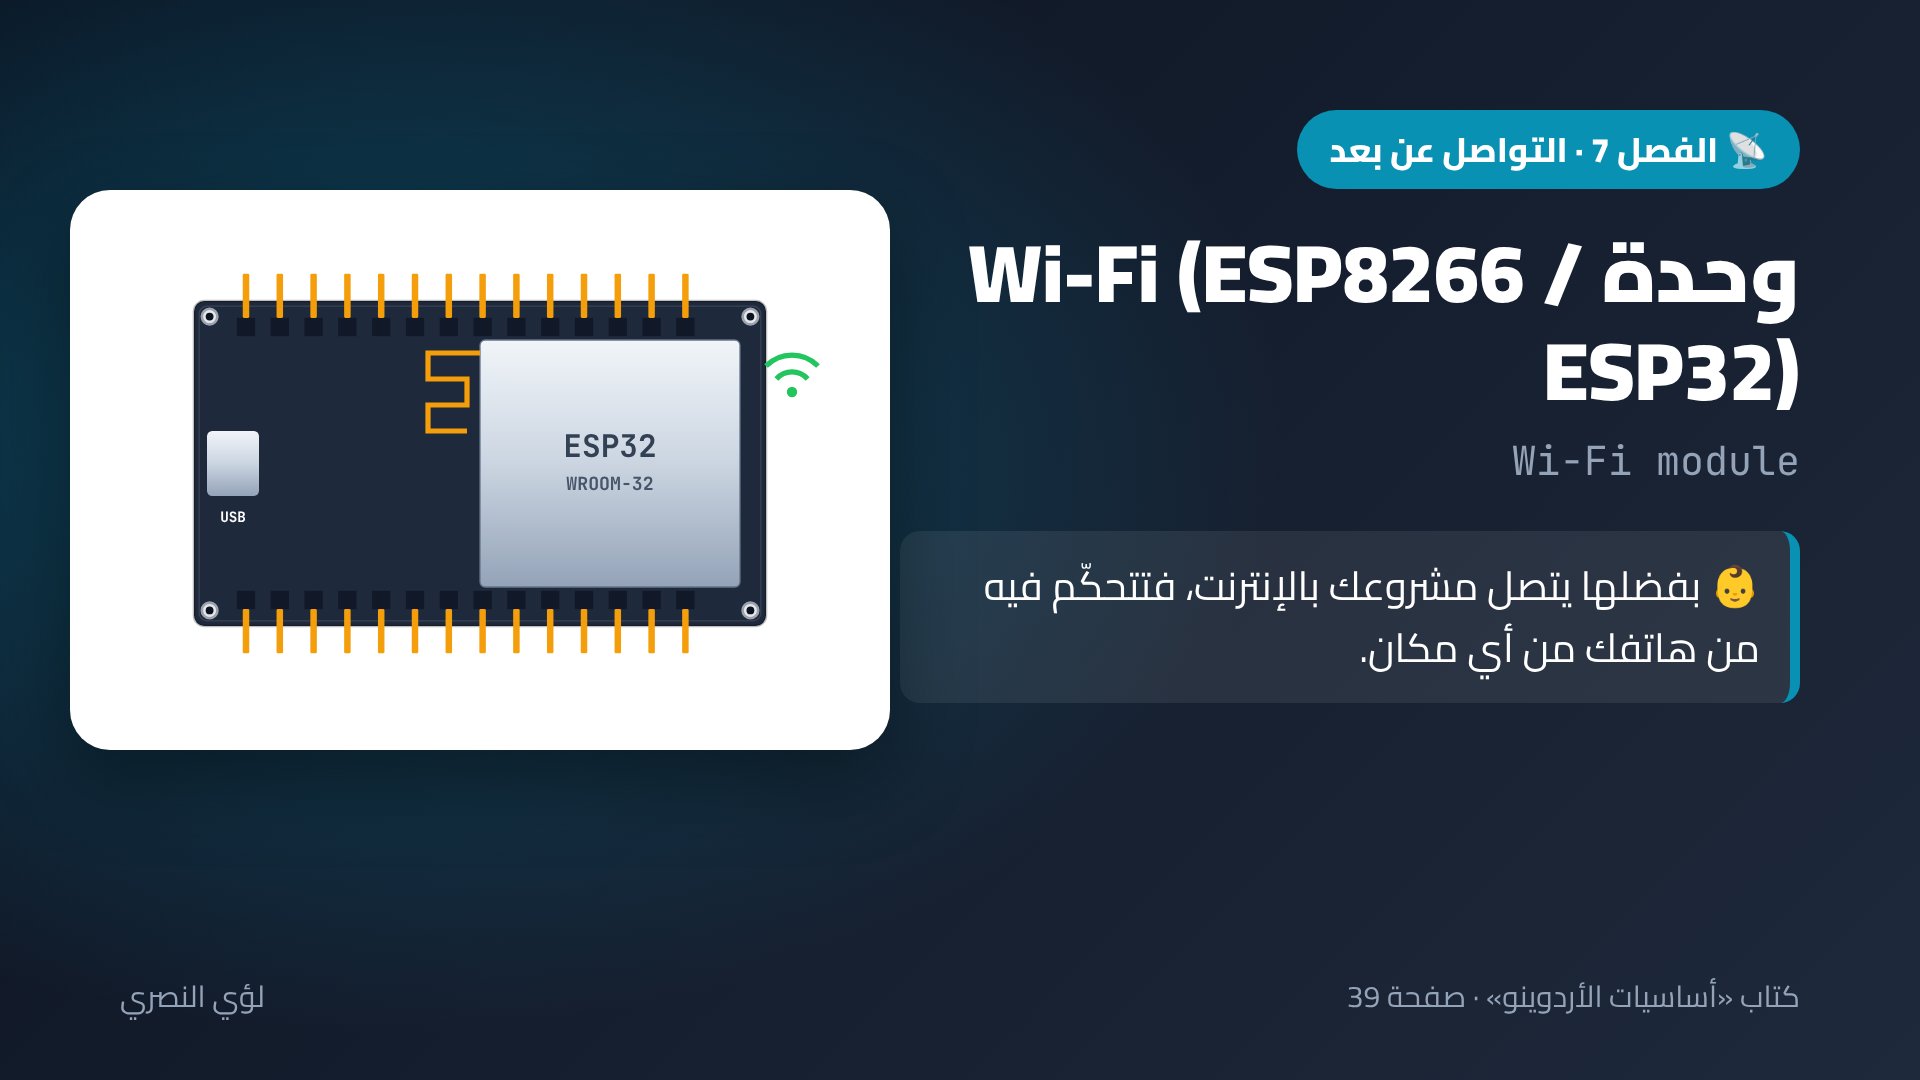 📡 الفصل 7 · التواصل عن بعد
وحدة Wi-Fi (ESP8266 /
ESP32)
Wi-Fi module
👶 بفضلها يتصل مشروعك بالإنترنت، فتتحكّم فيه
من هاتفك من أي مكان.
ESP32
WROOM-32
USB
كتاب «أساسيات الأردوينو» · صفحة 39
لؤي النصري